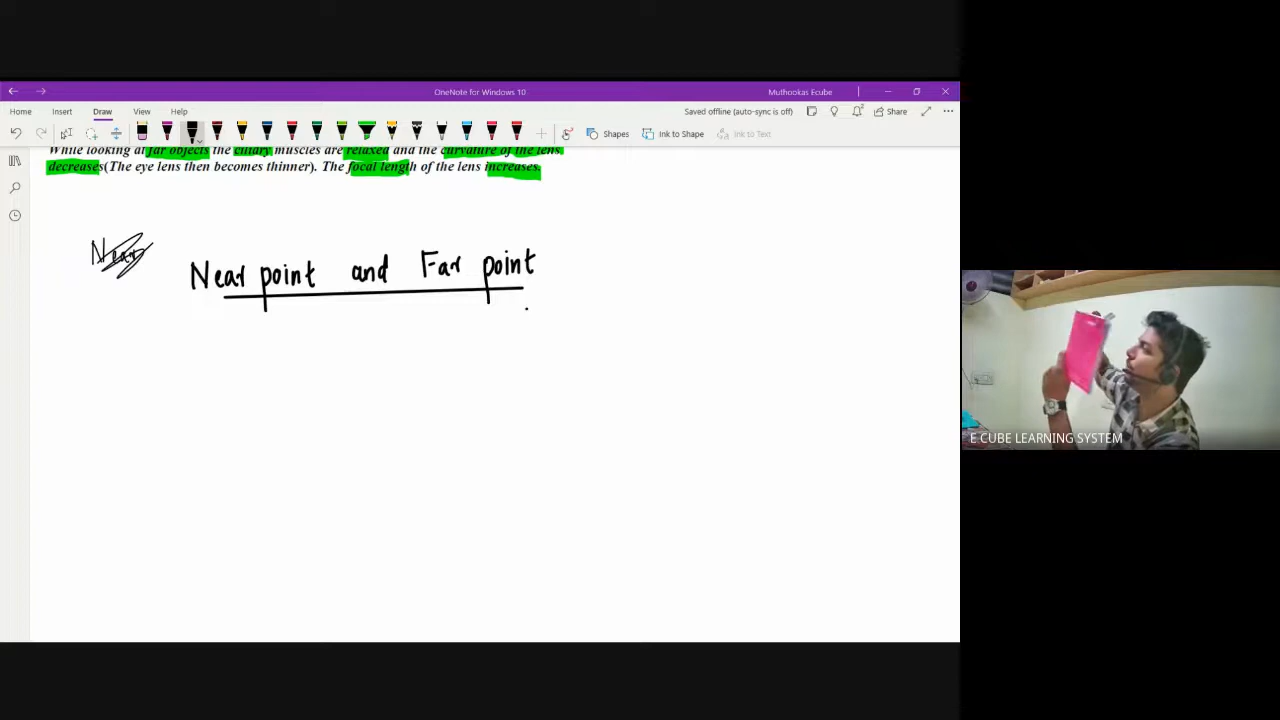 OneNote for Windows 10
Muthookas Ecube
Home Insert Draw View Help
Saved offline (auto-sync is off)
Share
Shapes
Ink to Shape
Ink to Text
While looking at far objects the ciliary muscles are relaxed and the curvature of the lens
decreases(The eye lens then becomes thinner). The focal length of the lens increases.
Near
Near point and Far point
E CUBE LEARNING SYSTEM